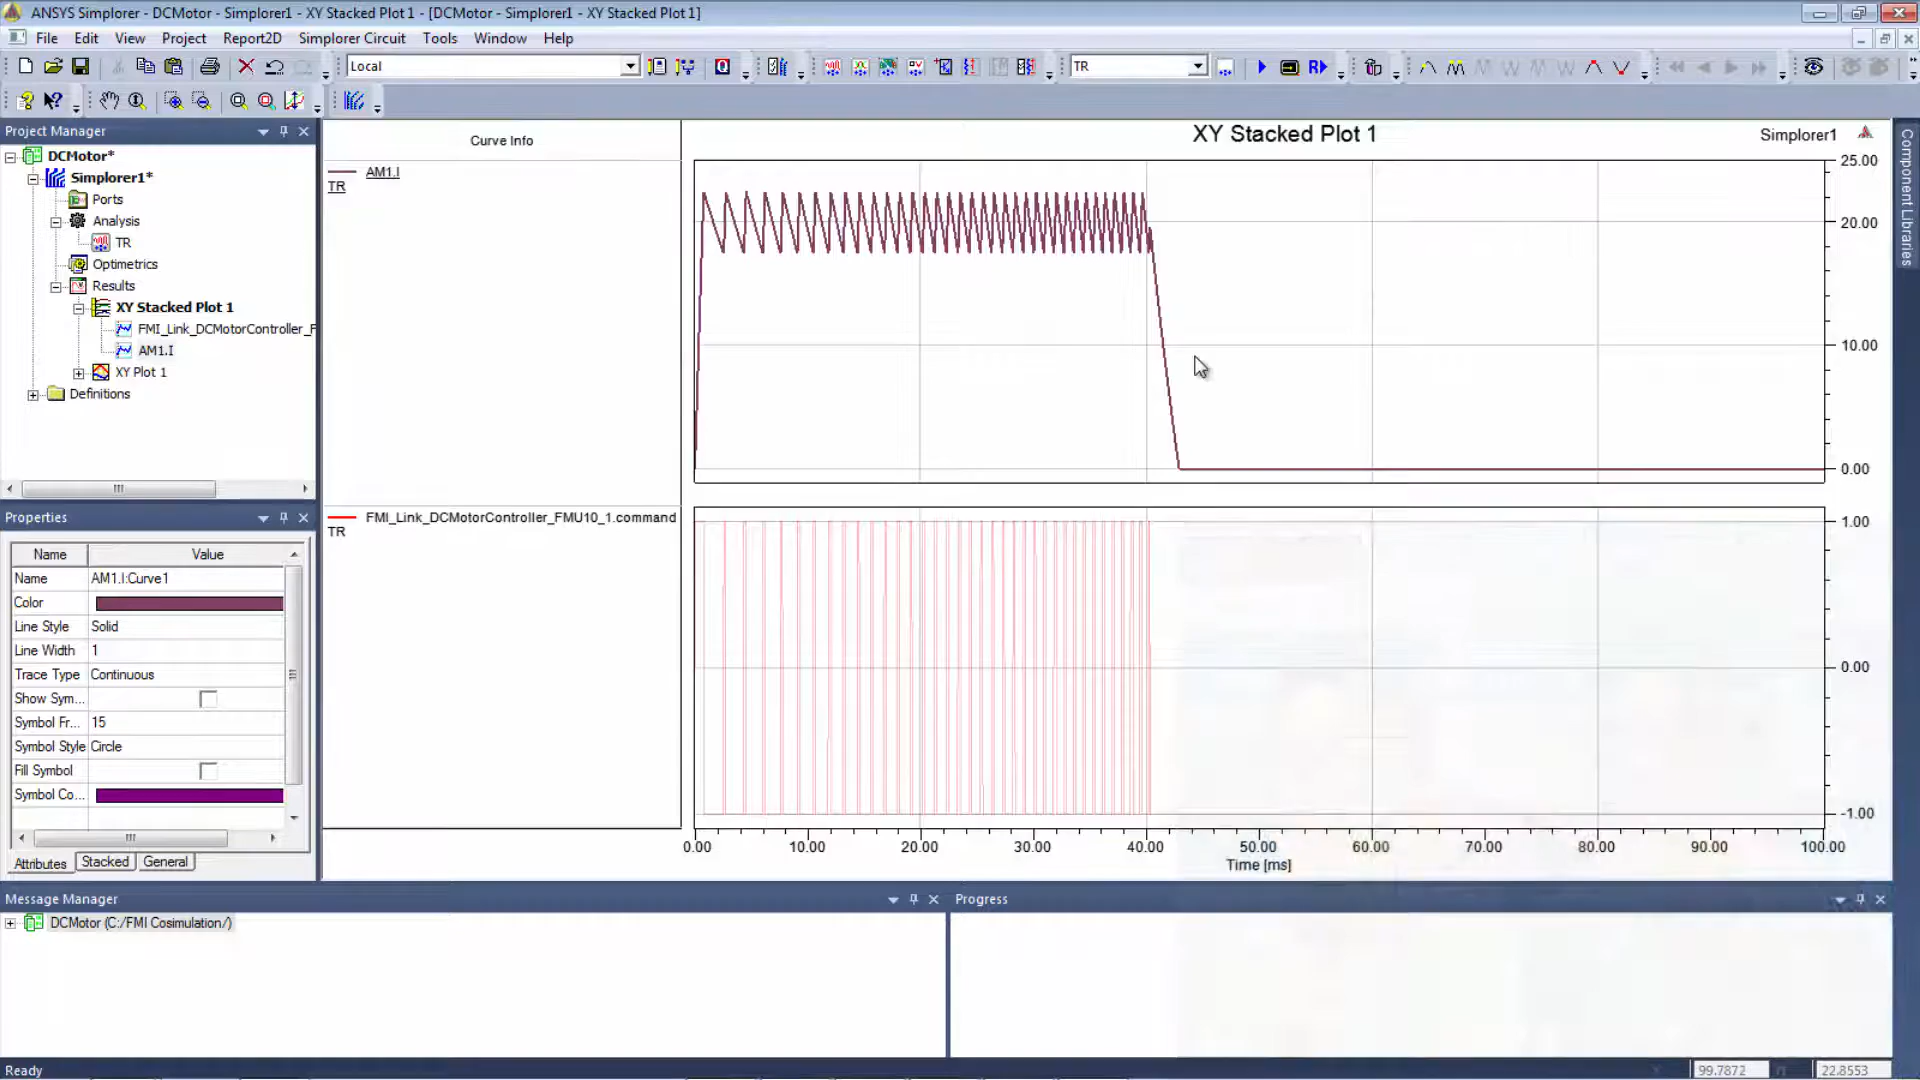 ANSYS Simplorer - DCMotor - Simplorer1 - XY Stacked Plot 1 - [DCMotor - Simplorer1 - XY Stacked Plot 1]
File Edit View Project Report2D Simplorer Circuit Tools Window Help
Local
TR
Project Manager
DCMotor*
Simplorer1*
Ports
Analysis
TR
Optimetrics
Results
XY Stacked Plot 1
FMI_Link_DCMotorController_F
AM1.I
XY Plot 1
Definitions
Properties
Name Value
Name AM1.I:Curve1
Color
Line Style Solid
Line Width 1
Trace Type Continuous
Show Sym...
Symbol Fr... 15
Symbol Style Circle
Fill Symbol
Symbol Co...
Attributes Stacked General
Curve Info
AM1.I
TR
FMI_Link_DCMotorController_FMU10_1.command
TR
XY Stacked Plot 1
Simplorer1
25.00
20.00
10.00
0.00
1.00
0.00
-1.00
0.00 10.00 20.00 30.00 40.00 50.00 60.00 70.00 80.00 90.00 100.00
Time [ms]
Component Libraries
Message Manager
DCMotor (C:/FMI Cosimulation/)
Progress
Ready
99.7872
22.8553